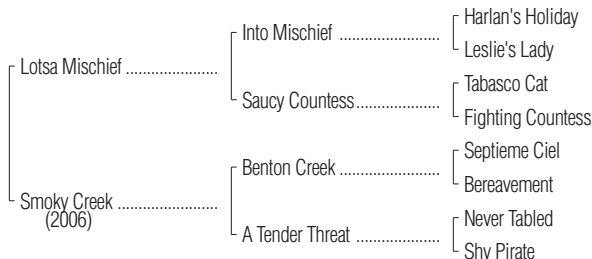 Harlan's Holiday
Into Mischief ....................
Leslie's Lady
Lotsa Mischief .....................
Tabasco Cat
Saucy Countess.................
Fighting Countess
Septieme Ciel
Benton Creek ....................
Bereavement
Smoky Creek ......................
(2006)
Never Tabled
A Tender Threat .................
Shy Pirate